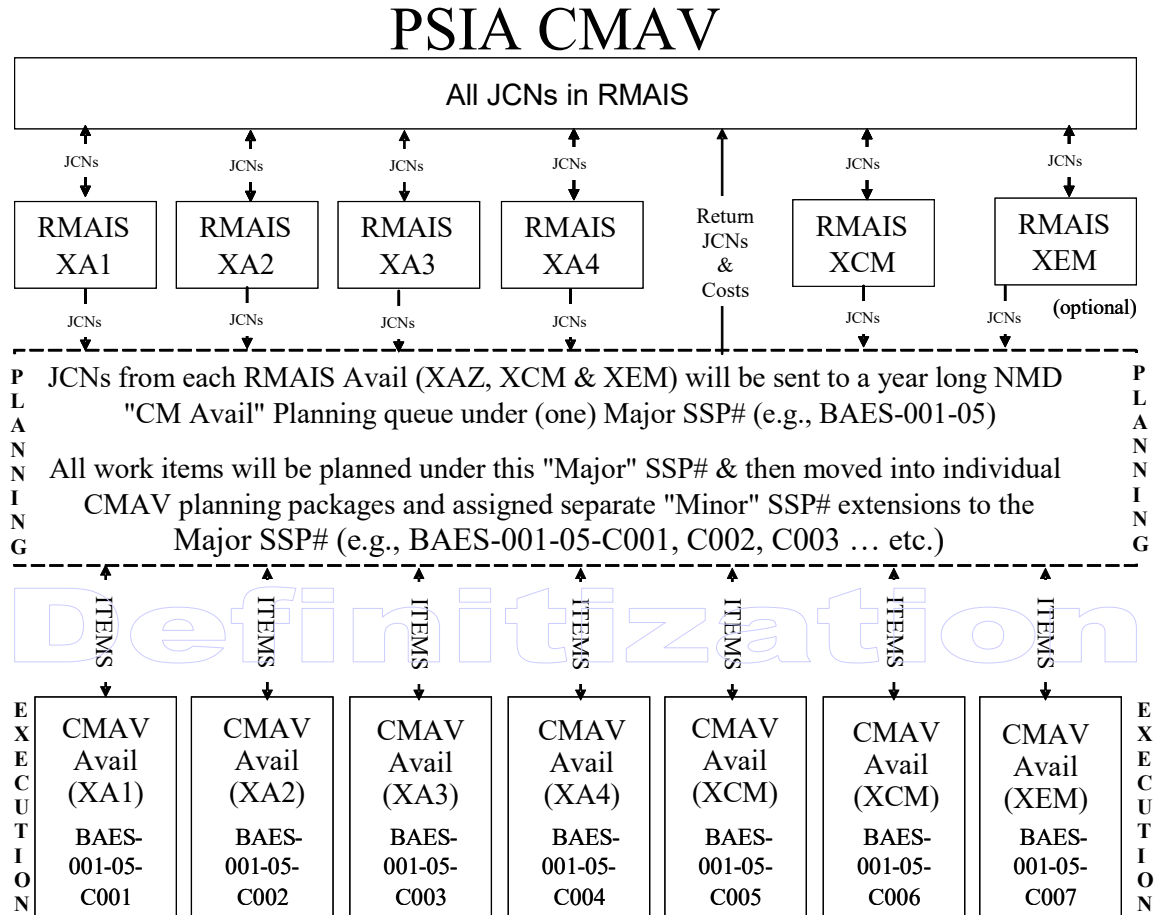 PSIA CMAV
All JCNs in RMAIS
JCNs JCNs JCNs JCNs JCNs JCNs
RMAIS
XA1
RMAIS
XA2
RMAIS
XA3
RMAIS
XA4
Return
JCNs
&
Costs
RMAIS
XCM
RMAIS
XEM
(optional)
JCNs JCNs JCNs JCNs JCNs JCNs
PLANNING
JCNs from each RMAIS Avail (XAZ, XCM & XEM) will be sent to a year long NMD
"CM Avail" Planning queue under (one) Major SSP# (e.g., BAES-001-05)
All work items will be planned under this "Major" SSP# & then moved into individual
CMAV planning packages and assigned separate "Minor" SSP# extensions to the
Major SSP# (e.g., BAES-001-05-C001, C002, C003 … etc.)
PLANNING
Definitization
ITEMS ITEMS ITEMS ITEMS ITEMS ITEMS ITEMS
EXECUTION
CMAV
Avail
(XA1)
BAES-
001-05-
C001
CMAV
Avail
(XA2)
BAES-
001-05-
C002
CMAV
Avail
(XA3)
BAES-
001-05-
C003
CMAV
Avail
(XA4)
BAES-
001-05-
C004
CMAV
Avail
(XCM)
BAES-
001-05-
C005
CMAV
Avail
(XCM)
BAES-
001-05-
C006
CMAV
Avail
(XEM)
BAES-
001-05-
C007
EXECUTION